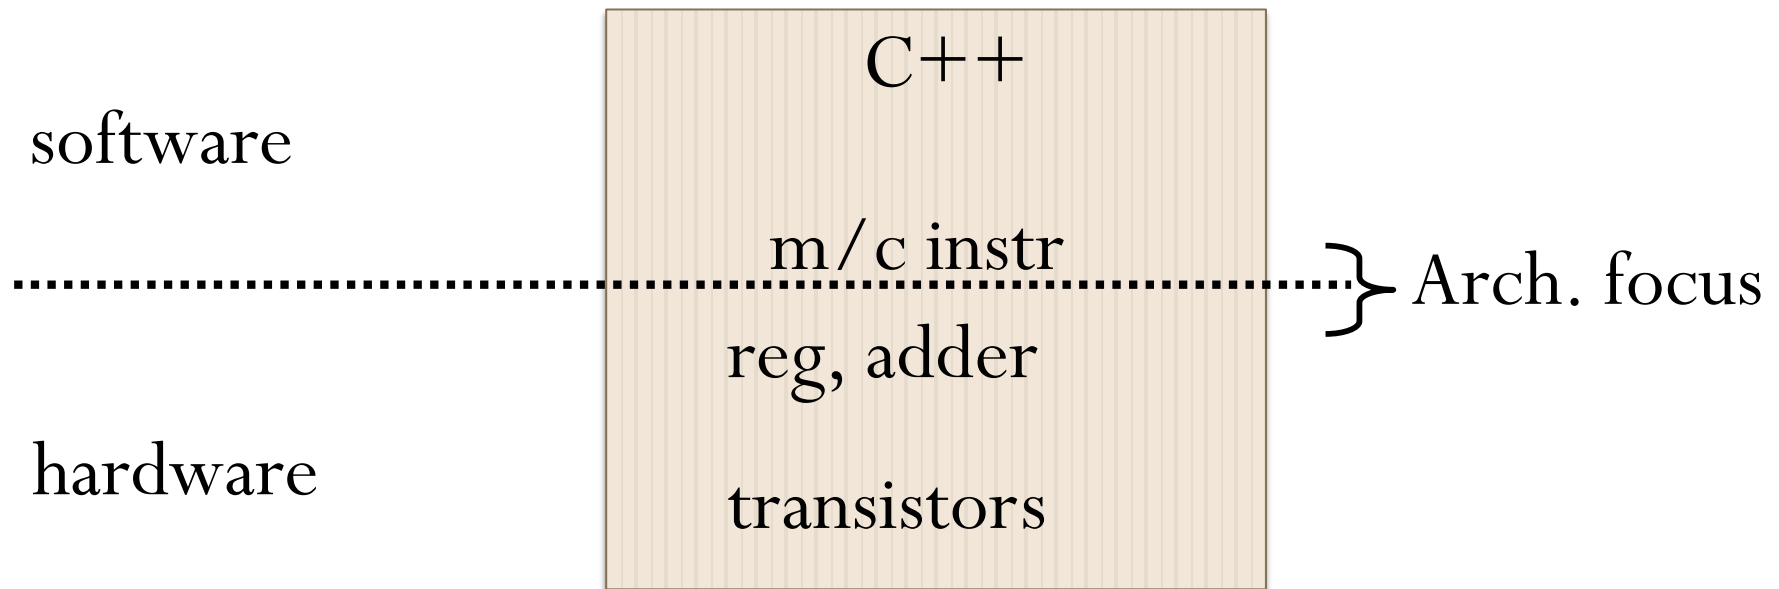 C++
software
m/c instr
Arch. focus
reg, adder
hardware
transistors